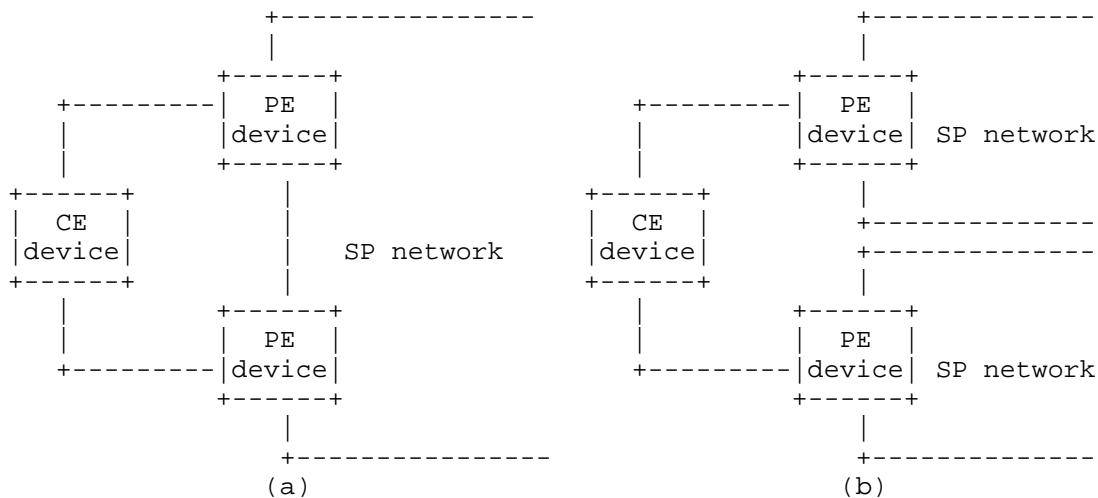 +----------------          +---------------
|          |
+------+          +------+
+---------| PE |          +---------| PE |
|         |device|          |         |device| SP network
|         +------+          |         +------+
+------+          |          +------+          |
| CE |          |          | CE |          +---------------
|device|          |    SP network          |device|          +---------------
+------+          |          +------+          |
|         +------+          |         +------+
|         | PE |          |         | PE |
+---------|device|          +---------|device| SP network
+------+          +------+
|          |
+----------------          +---------------
(a)          (b)